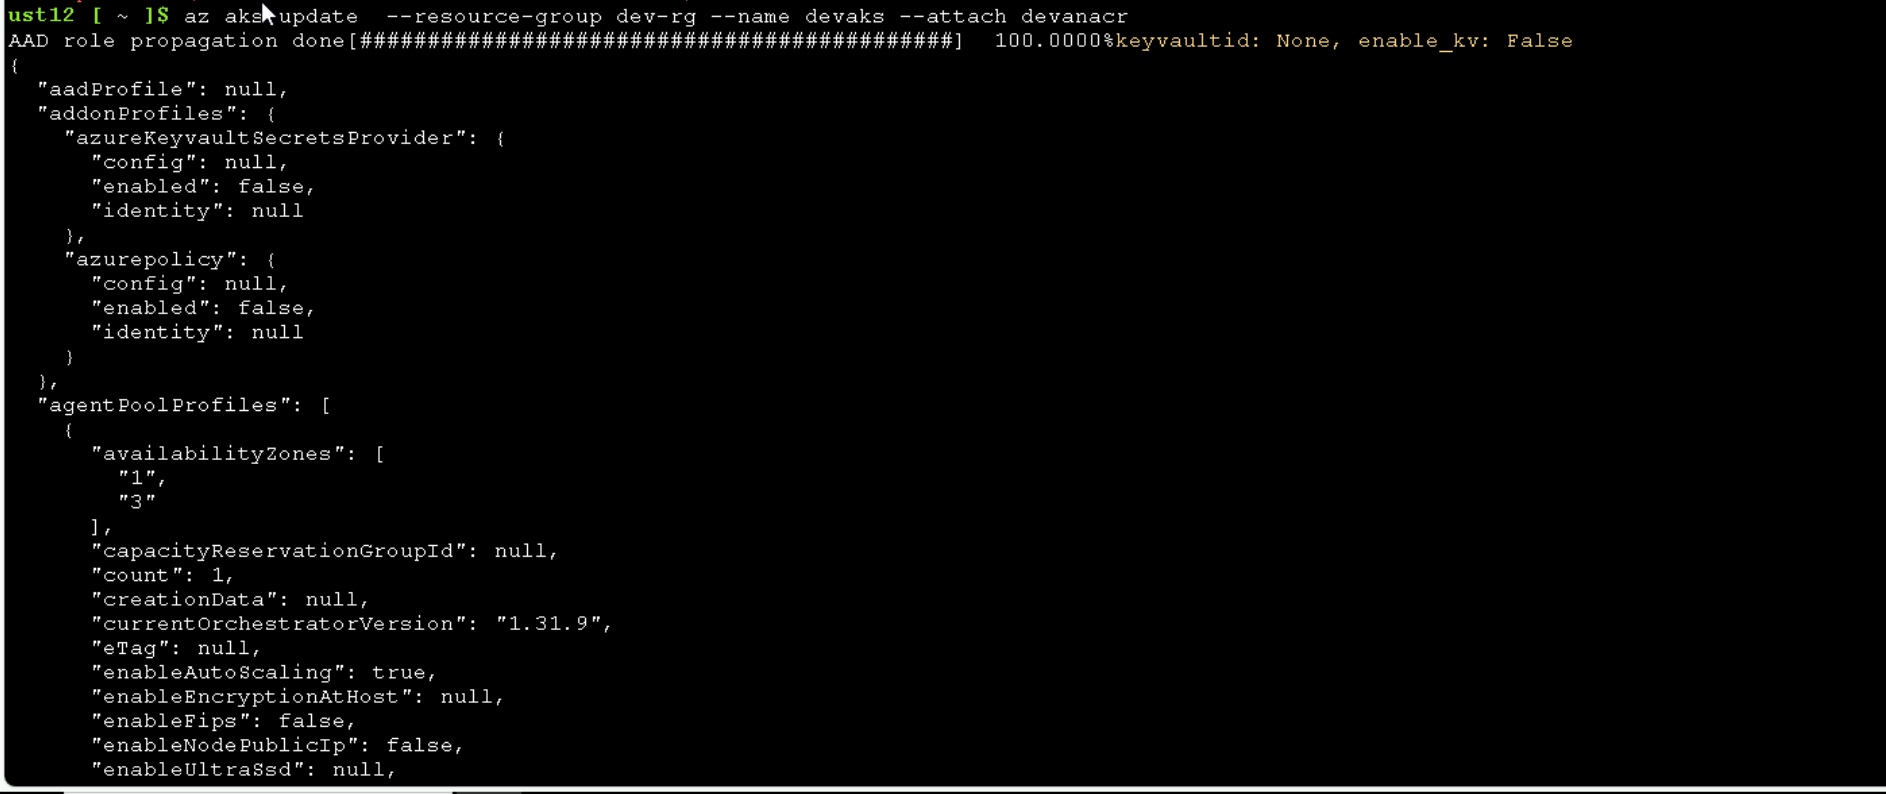 ust12 [ ~ ]$ az aks update  --resource-group dev-rg --name devaks --attach devanacr
AAD role propagation done[############################################]  100.0000%keyvaultid: None, enable_kv: False
{
  "aadProfile": null,
  "addonProfiles": {
    "azureKeyvaultSecretsProvider": {
      "config": null,
      "enabled": false,
      "identity": null
    },
    "azurepolicy": {
      "config": null,
      "enabled": false,
      "identity": null
    }
  },
  "agentPoolProfiles": [
    {
      "availabilityZones": [
        "1",
        "3"
      ],
      "capacityReservationGroupId": null,
      "count": 1,
      "creationData": null,
      "currentOrchestratorVersion": "1.31.9",
      "eTag": null,
      "enableAutoScaling": true,
      "enableEncryptionAtHost": null,
      "enableFips": false,
      "enableNodePublicIp": false,
      "enableUltraSsd": null,